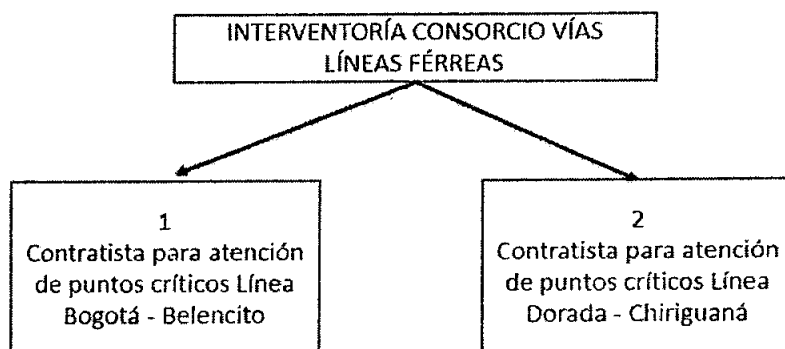 INTERVENTORÍA CONSORCIO VÍAS
LÍNEAS FÉRREAS
1
Contratista para atención
de puntos críticos Línea
Bogotá - Belencito
2
Contratista para atención
de puntos críticos Línea
Dorada - Chiriguaná